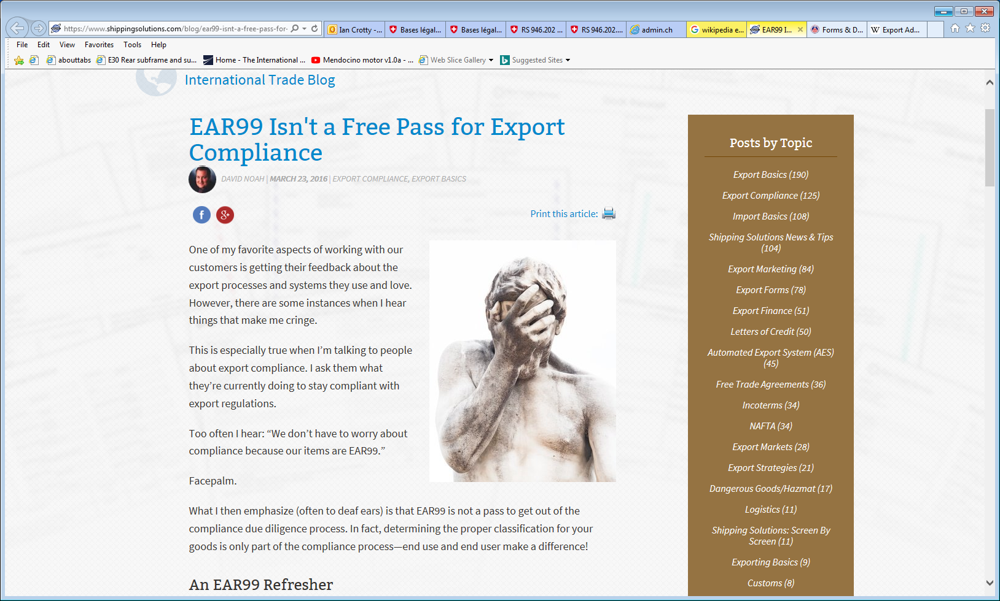 https://www.shippingsolutions.com/blog/ear99-isnt-a-free-pass-for-
Ian Crotty -...
Bases légal...
Bases légal...
RS 946.202 ...
RS 946.202....
admin.ch
wikipedia e...
EAR99 I...
Forms & D...
Export Ad...
File Edit View Favorites Tools Help
abouttabs
E30 Rear subframe and su...
Home - The International ...
Mendocino motor v1.0a - ...
Web Slice Gallery
Suggested Sites
International Trade Blog
EAR99 Isn't a Free Pass for Export
Compliance
DAVID NOAH | MARCH 23, 2016 | EXPORT COMPLIANCE, EXPORT BASICS
Print this article:
One of my favorite aspects of working with our
customers is getting their feedback about the
export processes and systems they use and love.
However, there are some instances when I hear
things that make me cringe.
This is especially true when I’m talking to people
about export compliance. I ask them what
they’re currently doing to stay compliant with
export regulations.
Too often I hear: “We don’t have to worry about
compliance because our items are EAR99.”
Facepalm.
What I then emphasize (often to deaf ears) is that EAR99 is not a pass to get out of the
compliance due diligence process. In fact, determining the proper classification for your
goods is only part of the compliance process—end use and end user make a difference!
An EAR99 Refresher
Posts by Topic
Export Basics (190)
Export Compliance (125)
Import Basics (108)
Shipping Solutions News & Tips
(104)
Export Marketing (84)
Export Forms (78)
Export Finance (51)
Letters of Credit (50)
Automated Export System (AES)
(45)
Free Trade Agreements (36)
Incoterms (34)
NAFTA (34)
Export Markets (28)
Export Strategies (21)
Dangerous Goods/Hazmat (17)
Logistics (11)
Shipping Solutions: Screen By
Screen (11)
Exporting Basics (9)
Customs (8)